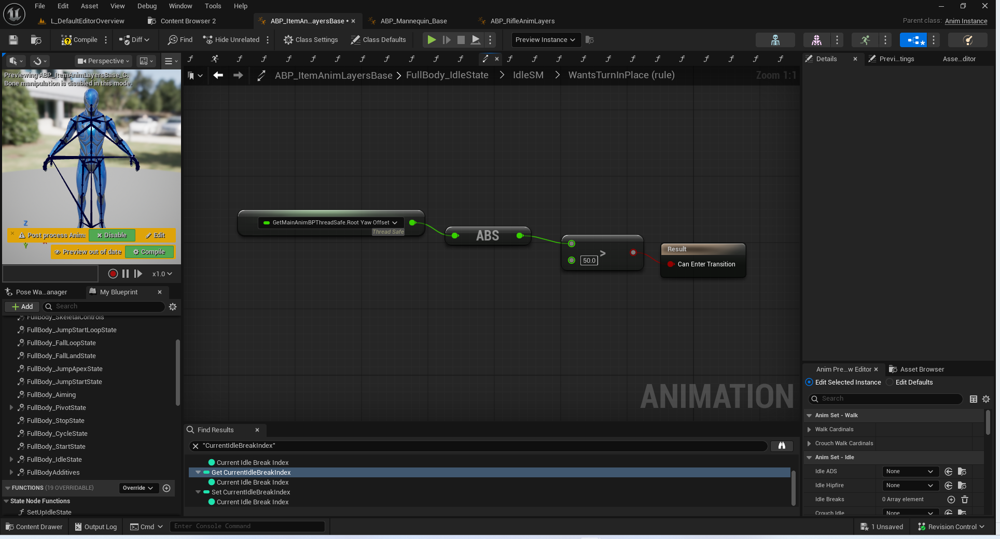 File Edit Asset View Debug Window Tools Help
L_DefaultEditorOverview Content Browser 2 ABP_ItemAn...ayersBase • ABP_Mannequin_Base ABP_RifleAnimLayers
Parent class: Anim Instance
Compile Diff Find Hide Unrelated Class Settings Class Defaults Preview Instance
Perspective
Details Previ...tings Asse...ditor
Previewing ABP_ItemAnimLayersBase_C.
Bone manipulation is disabled in this mode.
ABP_ItemAnimLayersBase > FullBody_IdleState > IdleSM > WantsTurnInPlace (rule)
Zoom 1:1
GetMainAnimBPThreadSafe.Root Yaw Offset
Thread Safe
ABS
50.0
>
Result
Can Enter Transition
ANIMATION
Z
Y
Post process Anim: Disable Edit
Preview out of date Compile
x1.0
Pose Wa...anager My Blueprint
Add Search
FullBody_SkeletalControls
FullBody_JumpStartLoopState
FullBody_FallLoopState
FullBody_FallLandState
FullBody_JumpApexState
FullBody_JumpStartState
FullBody_Aiming
FullBody_PivotState
FullBody_StopState
FullBody_CycleState
FullBody_StartState
FullBody_IdleState
FullBodyAdditives
FUNCTIONS (19 OVERRIDABLE) Override
State Node Functions
SetUpIdleState
Find Results
"CurrentIdleBreakIndex"
Current Idle Break Index
Get CurrentIdleBreakIndex
Current Idle Break Index
Set CurrentIdleBreakIndex
Current Idle Break Index
Anim Pre...w Editor Asset Browser
Edit Selected Instance Edit Defaults
Search
Anim Set - Walk
Walk Cardinals
Crouch Walk Cardinals
Anim Set - Idle
Idle ADS None
Idle Hipfire None
Idle Breaks 0 Array element
Crouch Idle None
Content Drawer Output Log Cmd Enter Console Command
1 Unsaved Revision Control